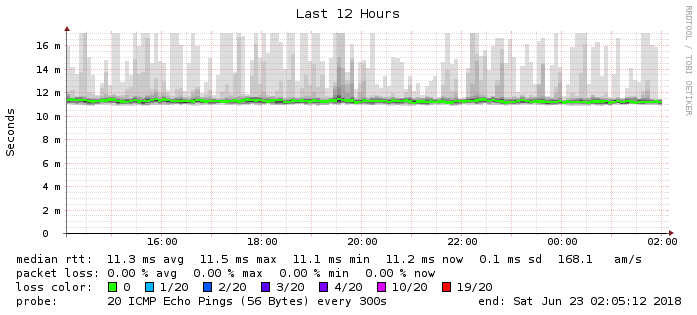 Last 12 Hours
RRDTOOL / TOBI OETIKER
Seconds
16 m
14 m
12 m
10 m
8 m
6 m
4 m
2 m
0
16:00 18:00 20:00 22:00 00:00 02:00
median rtt: 11.3 ms avg 11.5 ms max 11.1 ms min 11.2 ms now 0.1 ms sd 168.1 am/s
packet loss: 0.00 % avg 0.00 % max 0.00 % min 0.00 % now
loss color: 0 1/20 2/20 3/20 4/20 10/20 19/20
probe: 20 ICMP Echo Pings (56 Bytes) every 300s end: Sat Jun 23 02:05:12 2018